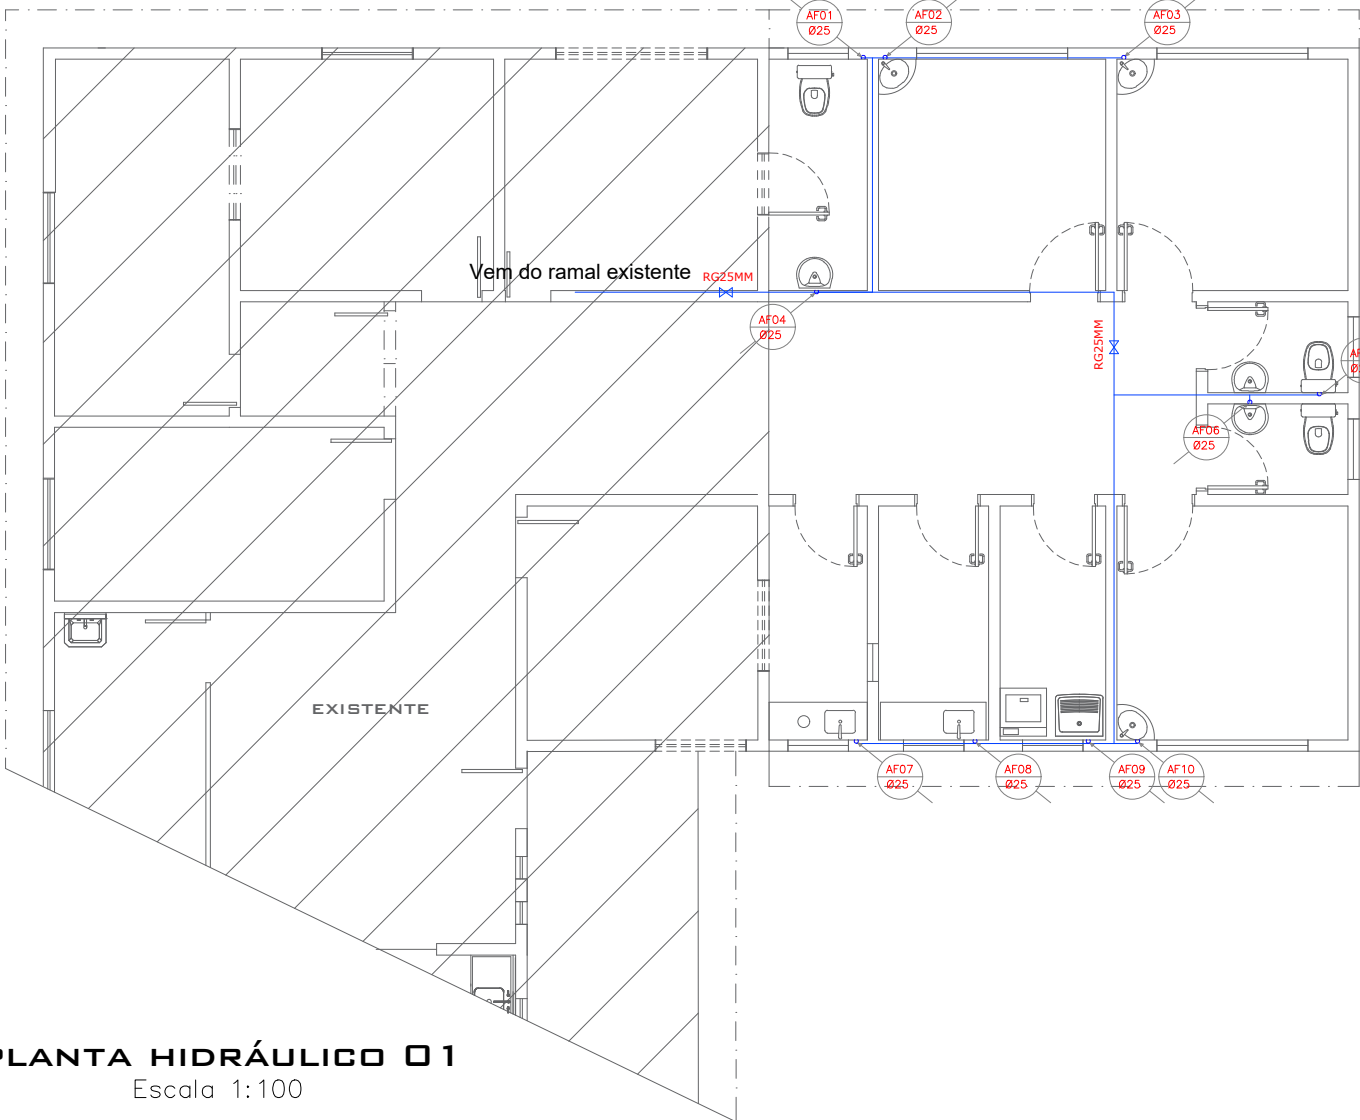 AF01
Ø25
AF02
Ø25
AF03
Ø25
Vem do ramal existente
RG25MM
AF04
Ø25
RG25MM
AF06
Ø25
EXISTENTE
AF07
Ø25
AF08
Ø25
AF09
Ø25
AF10
Ø25
PLANTA HIDRÁULICO 01
Escala 1:100